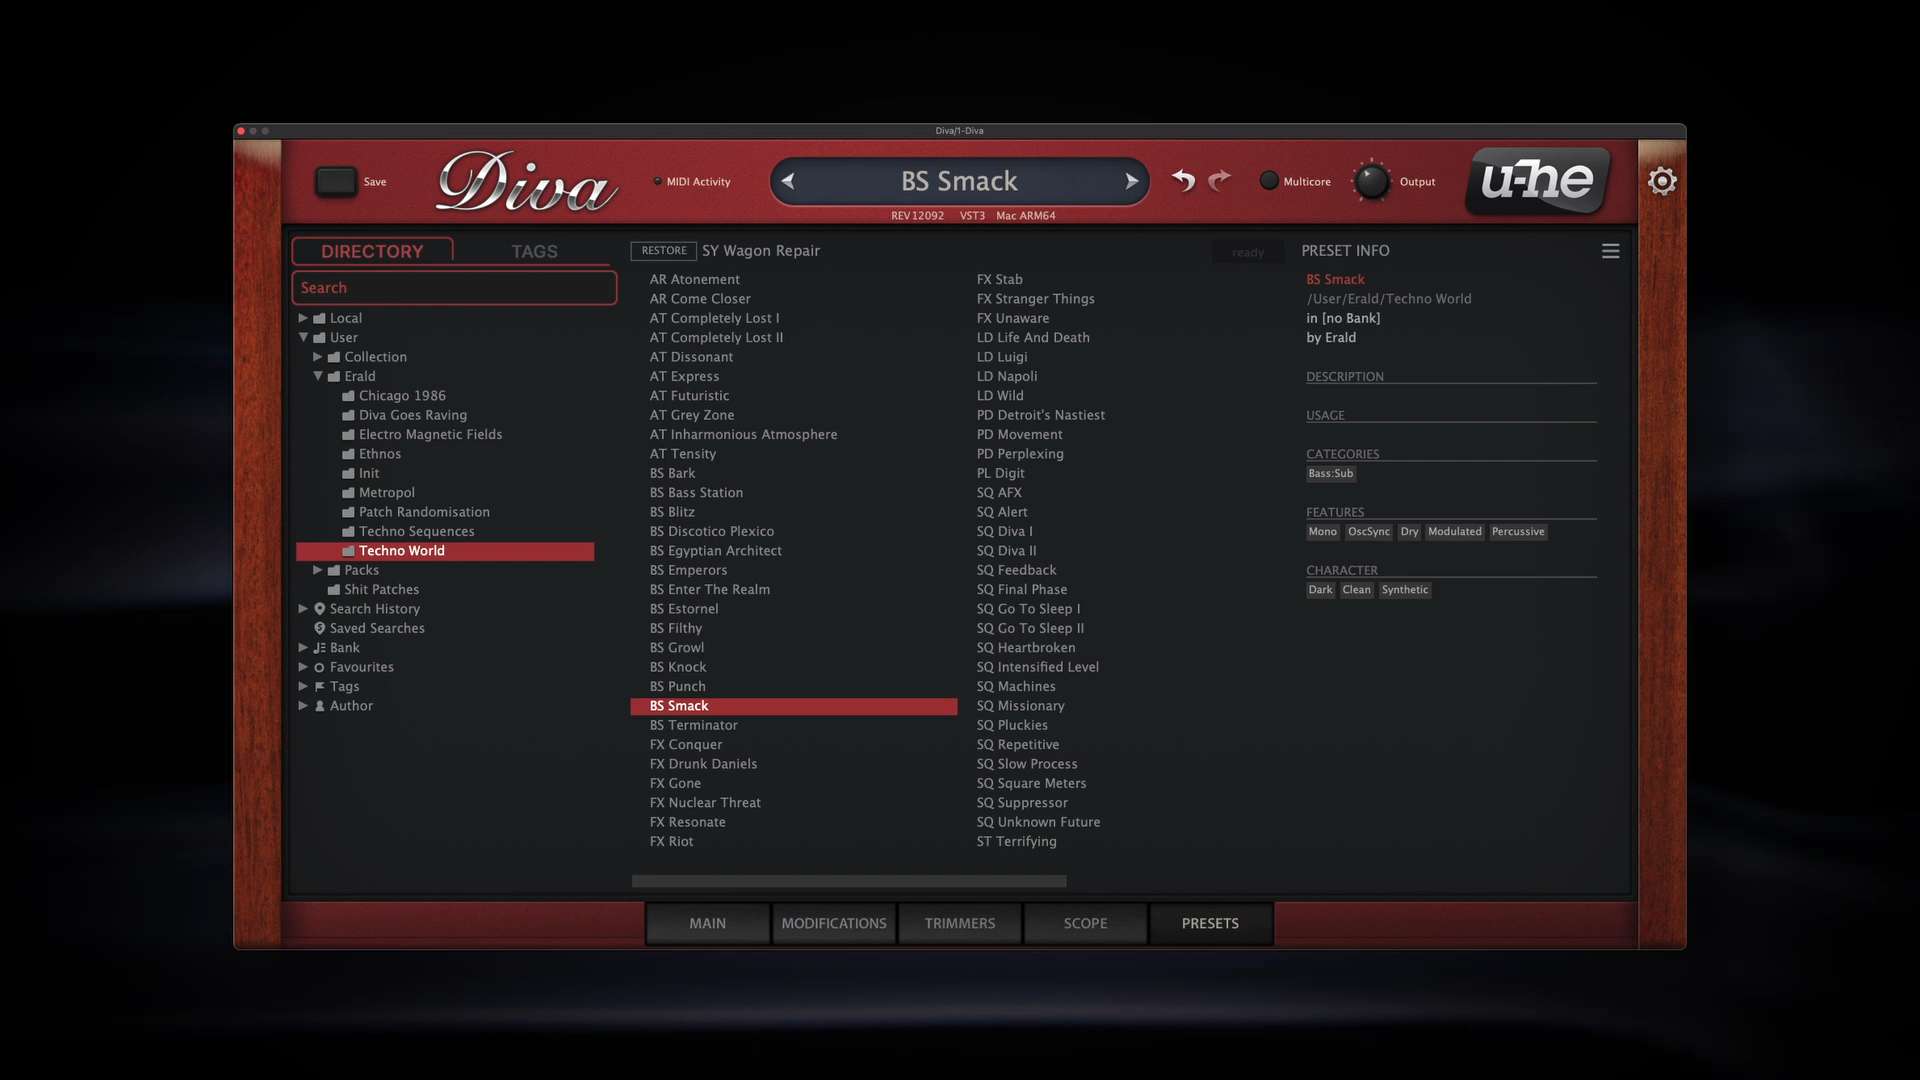 Diva/1-Diva
Save
Diva
MIDI Activity
BS Smack
Multicore
Output
u-he
REV 12092 VST3 Mac ARM64
DIRECTORY
TAGS
Search
Local
User
Collection
Erald
Chicago 1986
Diva Goes Raving
Electro Magnetic Fields
Ethnos
Init
Metropol
Patch Randomisation
Techno Sequences
Techno World
Packs
Shit Patches
Search History
Saved Searches
Bank
Favourites
Tags
Author
RESTORE SY Wagon Repair
ready
AR Atonement
AR Come Closer
AT Completely Lost I
AT Completely Lost II
AT Dissonant
AT Express
AT Futuristic
AT Grey Zone
AT Inharmonious Atmosphere
AT Tensity
BS Bark
BS Bass Station
BS Blitz
BS Discotico Plexico
BS Egyptian Architect
BS Emperors
BS Enter The Realm
BS Estornel
BS Filthy
BS Growl
BS Knock
BS Punch
BS Smack
BS Terminator
FX Conquer
FX Drunk Daniels
FX Gone
FX Nuclear Threat
FX Resonate
FX Riot
FX Stab
FX Stranger Things
FX Unaware
LD Life And Death
LD Luigi
LD Napoli
LD Wild
PD Detroit's Nastiest
PD Movement
PD Perplexing
PL Digit
SQ AFX
SQ Alert
SQ Diva I
SQ Diva II
SQ Feedback
SQ Final Phase
SQ Go To Sleep I
SQ Go To Sleep II
SQ Heartbroken
SQ Intensified Level
SQ Machines
SQ Missionary
SQ Pluckies
SQ Repetitive
SQ Slow Process
SQ Square Meters
SQ Suppressor
SQ Unknown Future
ST Terrifying
PRESET INFO
BS Smack
/User/Erald/Techno World
in [no Bank]
by Erald
DESCRIPTION
USAGE
CATEGORIES
Bass:Sub
FEATURES
Mono OscSync Dry Modulated Percussive
CHARACTER
Dark Clean Synthetic
MAIN
MODIFICATIONS
TRIMMERS
SCOPE
PRESETS